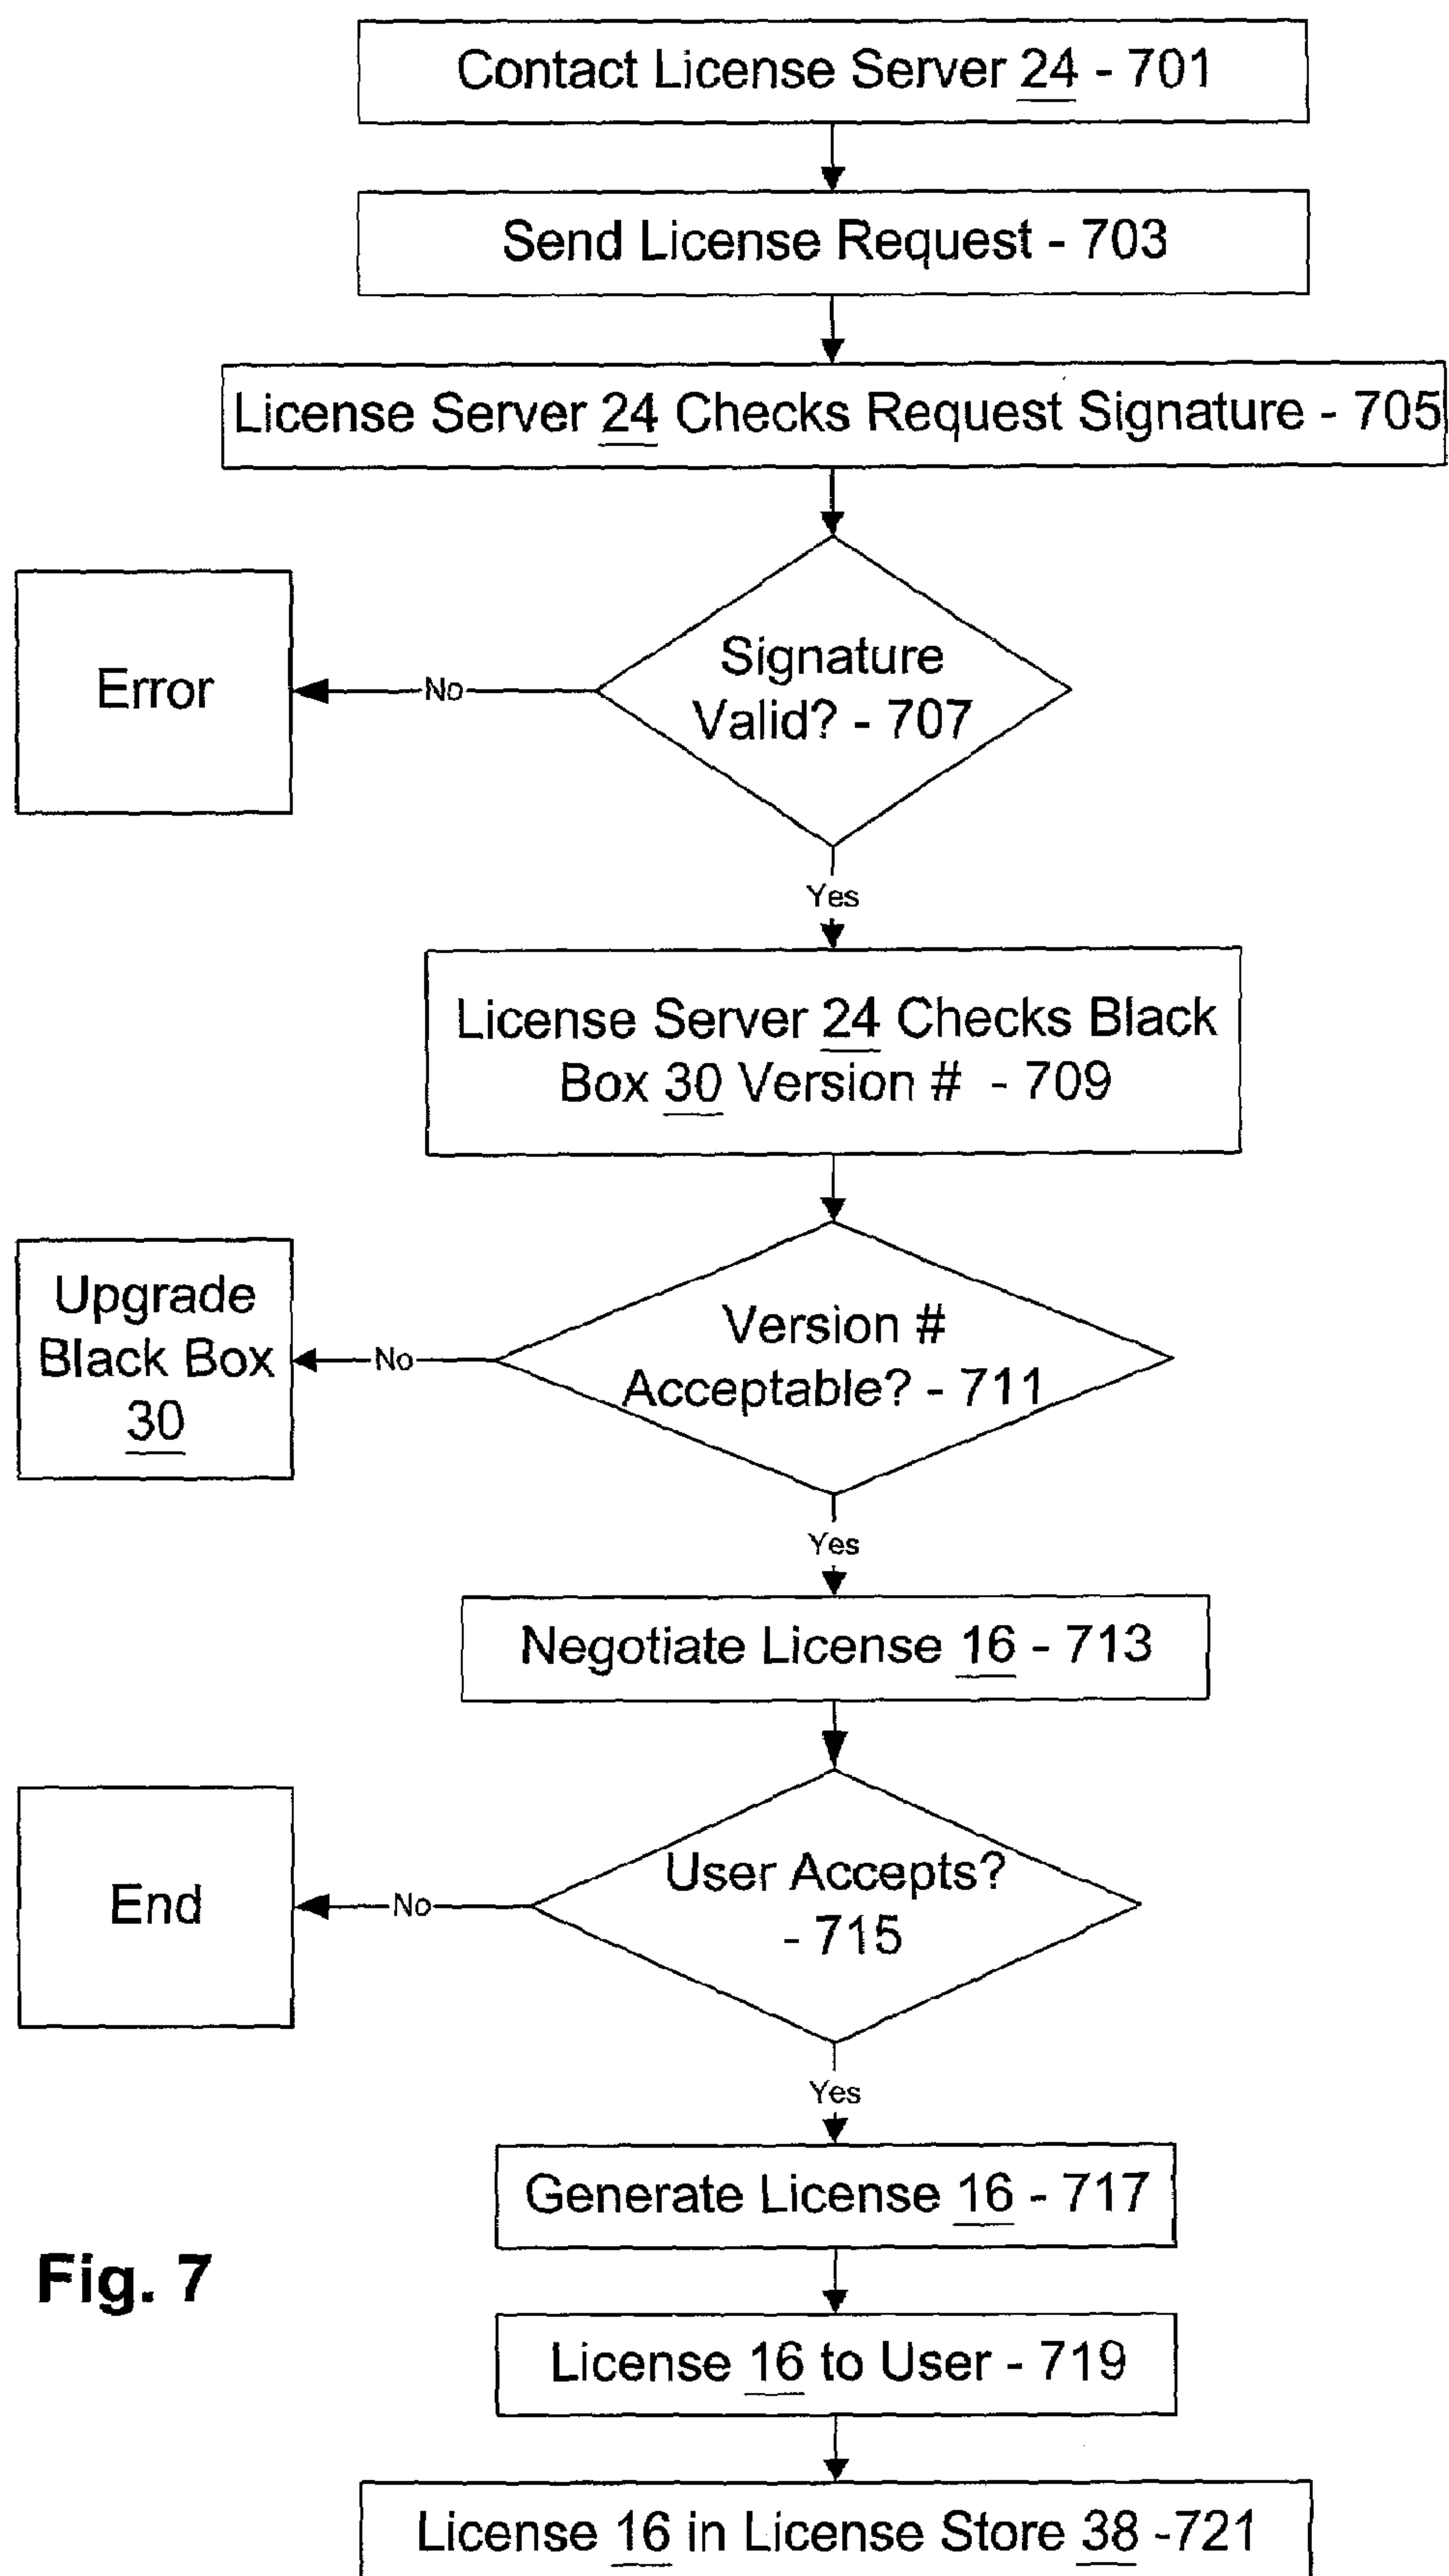 Contact License Server 24 - 701
Send License Request - 703
License Server 24 Checks Request Signature - 705
Signature
Valid? - 707
No
Error
Yes
License Server 24 Checks Black
Box 30 Version # - 709
Version #
Acceptable? - 711
No
Upgrade
Black Box
30
Yes
Negotiate License 16 - 713
User Accepts?
- 715
No
End
Yes
Generate License 16 - 717
Fig. 7
License 16 to User - 719
License 16 in License Store 38 -721